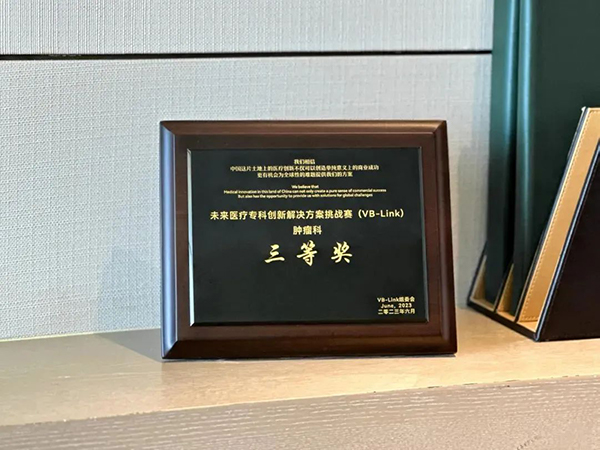 我们相信
中国这片土地上的医疗创新不仅可以创造单纯意义上的商业成功
更有机会为全球性的难题提供我们的方案
We believe that
Medical innovation in this land of China can not only create a pure sense of commercial success
But also has the opportunity to provide us with solutions for global challenges
未来医疗专科创新解决方案挑战赛（VB-Link）
肿瘤科
三等奖
VB-Link组委会
June, 2023
二零二三年六月